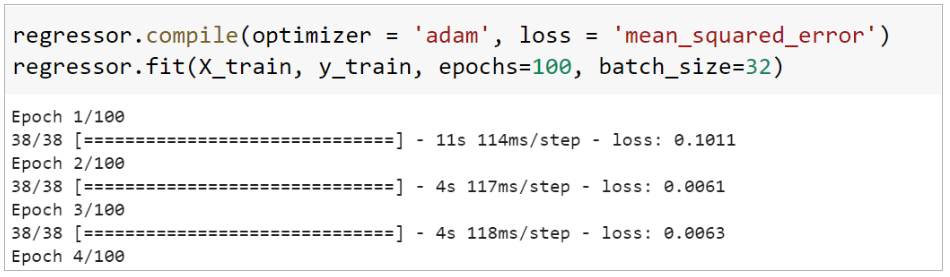 regressor.compile(optimizer = 'adam', loss = 'mean_squared_error')
regressor.fit(X_train, y_train, epochs=100, batch_size=32)
Epoch 1/100
38/38 [==============================] - 11s 114ms/step - loss: 0.1011
Epoch 2/100
38/38 [==============================] - 4s 117ms/step - loss: 0.0061
Epoch 3/100
38/38 [==============================] - 4s 118ms/step - loss: 0.0063
Epoch 4/100